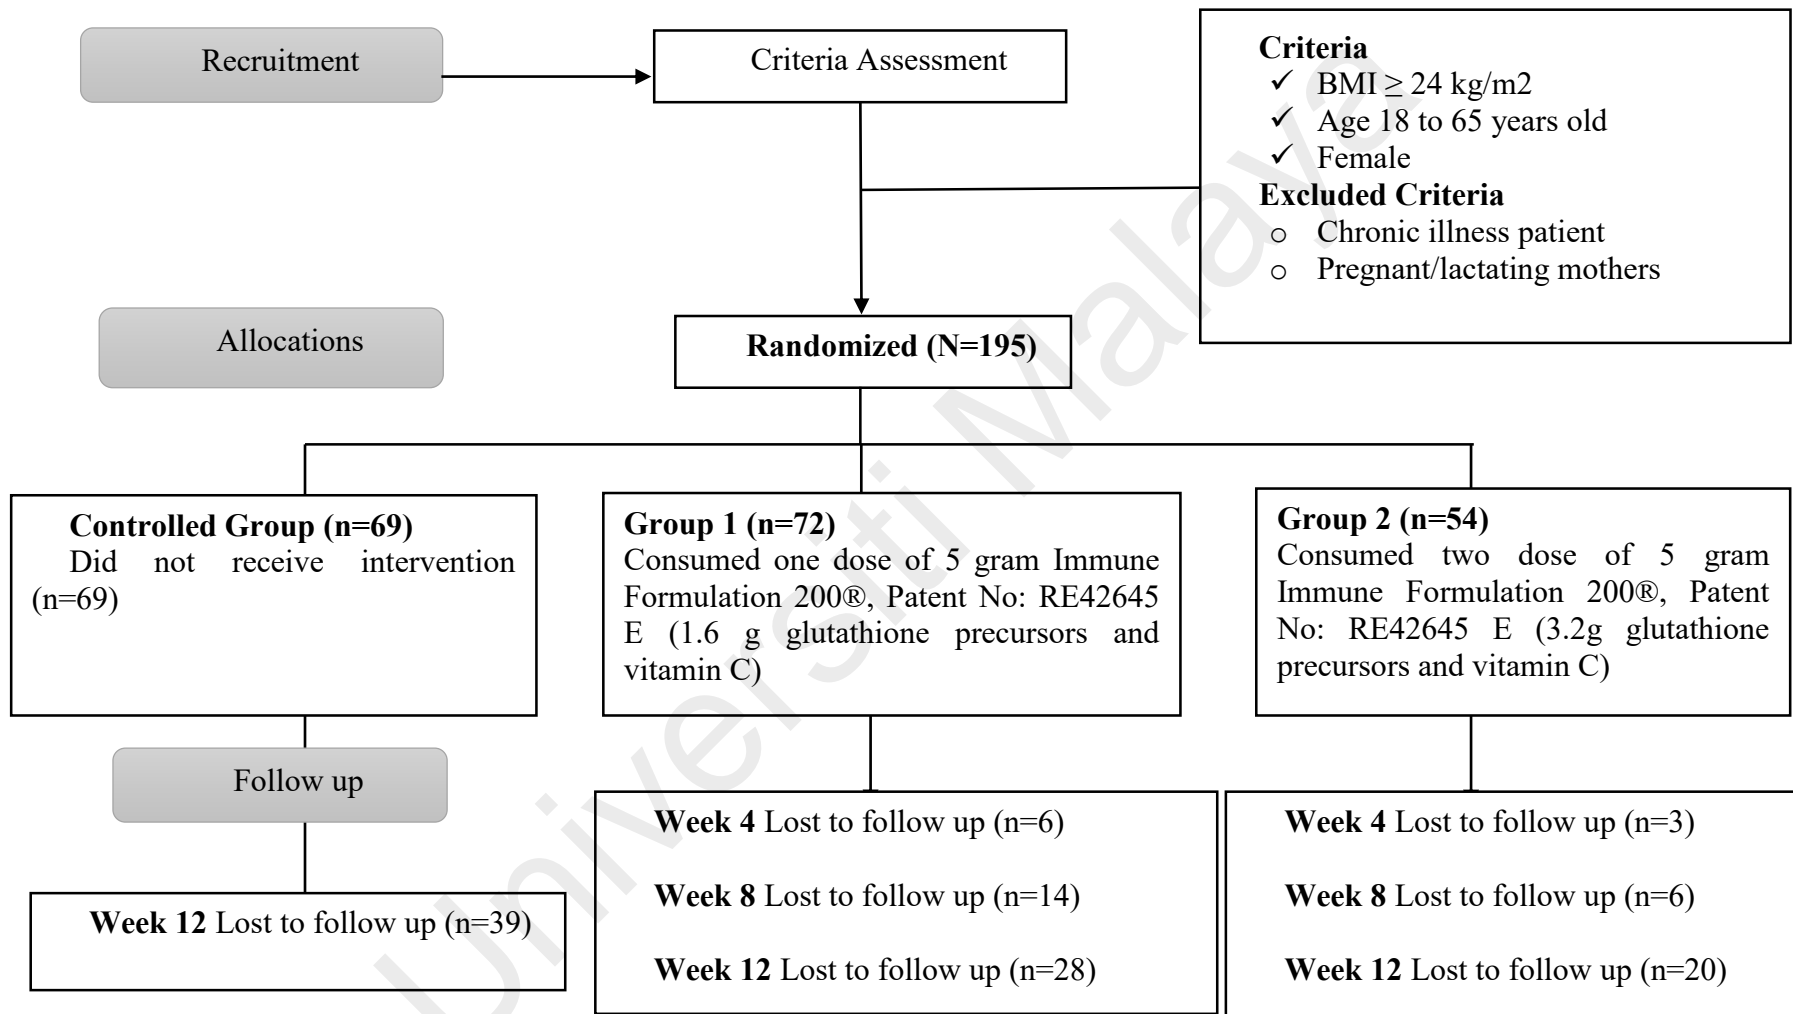 Recruitment
Criteria Assessment
Criteria
✓ BMI ≥ 24 kg/m2
✓ Age 18 to 65 years old
✓ Female
Excluded Criteria
o Chronic illness patient
o Pregnant/lactating mothers
Allocations
Randomized (N=195)
Controlled Group (n=69)
Did not receive intervention
(n=69)
Group 1 (n=72)
Consumed one dose of 5 gram Immune
Formulation 200®, Patent No: RE42645
E (1.6 g glutathione precursors and
vitamin C)
Group 2 (n=54)
Consumed two dose of 5 gram
Immune Formulation 200®, Patent
No: RE42645 E (3.2g glutathione
precursors and vitamin C)
Follow up
Week 12 Lost to follow up (n=39)
Week 4 Lost to follow up (n=6)
Week 8 Lost to follow up (n=14)
Week 12 Lost to follow up (n=28)
Week 4 Lost to follow up (n=3)
Week 8 Lost to follow up (n=6)
Week 12 Lost to follow up (n=20)
Universiti Malaya